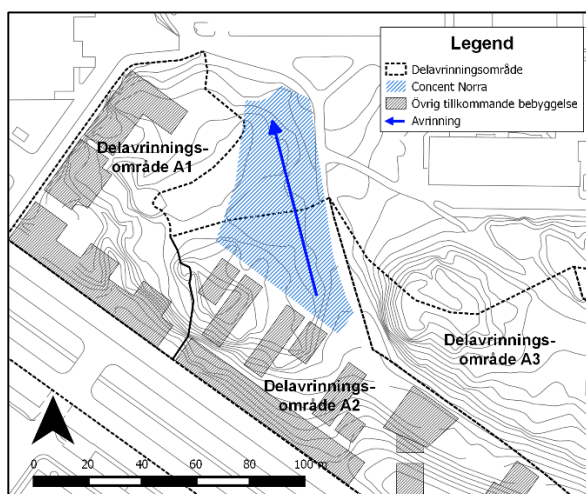 Legend
Delavrinningsområde
Concent Norra
Övrig tillkommande bebyggelse
Avrinning
Delavrinnings-
område A1
Delavrinnings-
område A3
Delavrinnings-
område A2
0 20 40 60 80 100 m